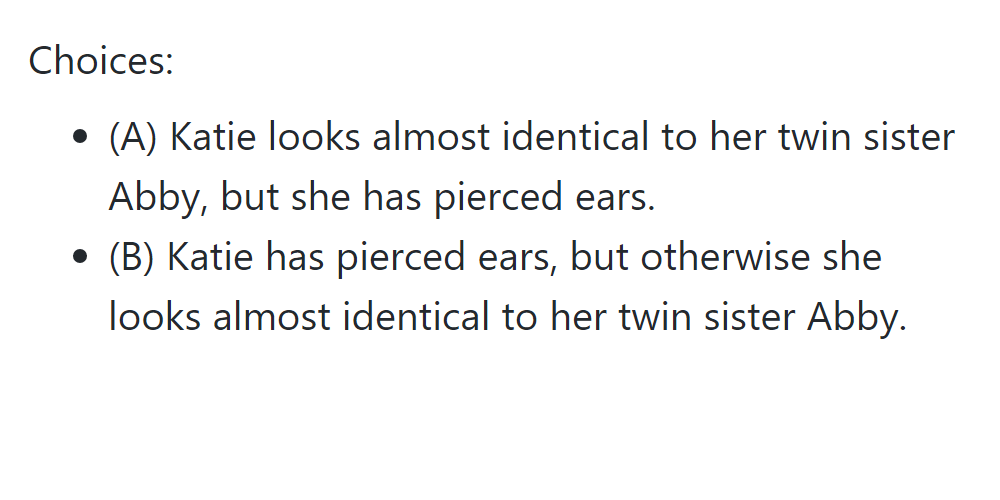 Choices:
• (A) Katie looks almost identical to her twin sister
Abby, but she has pierced ears.
• (B) Katie has pierced ears, but otherwise she
looks almost identical to her twin sister Abby.